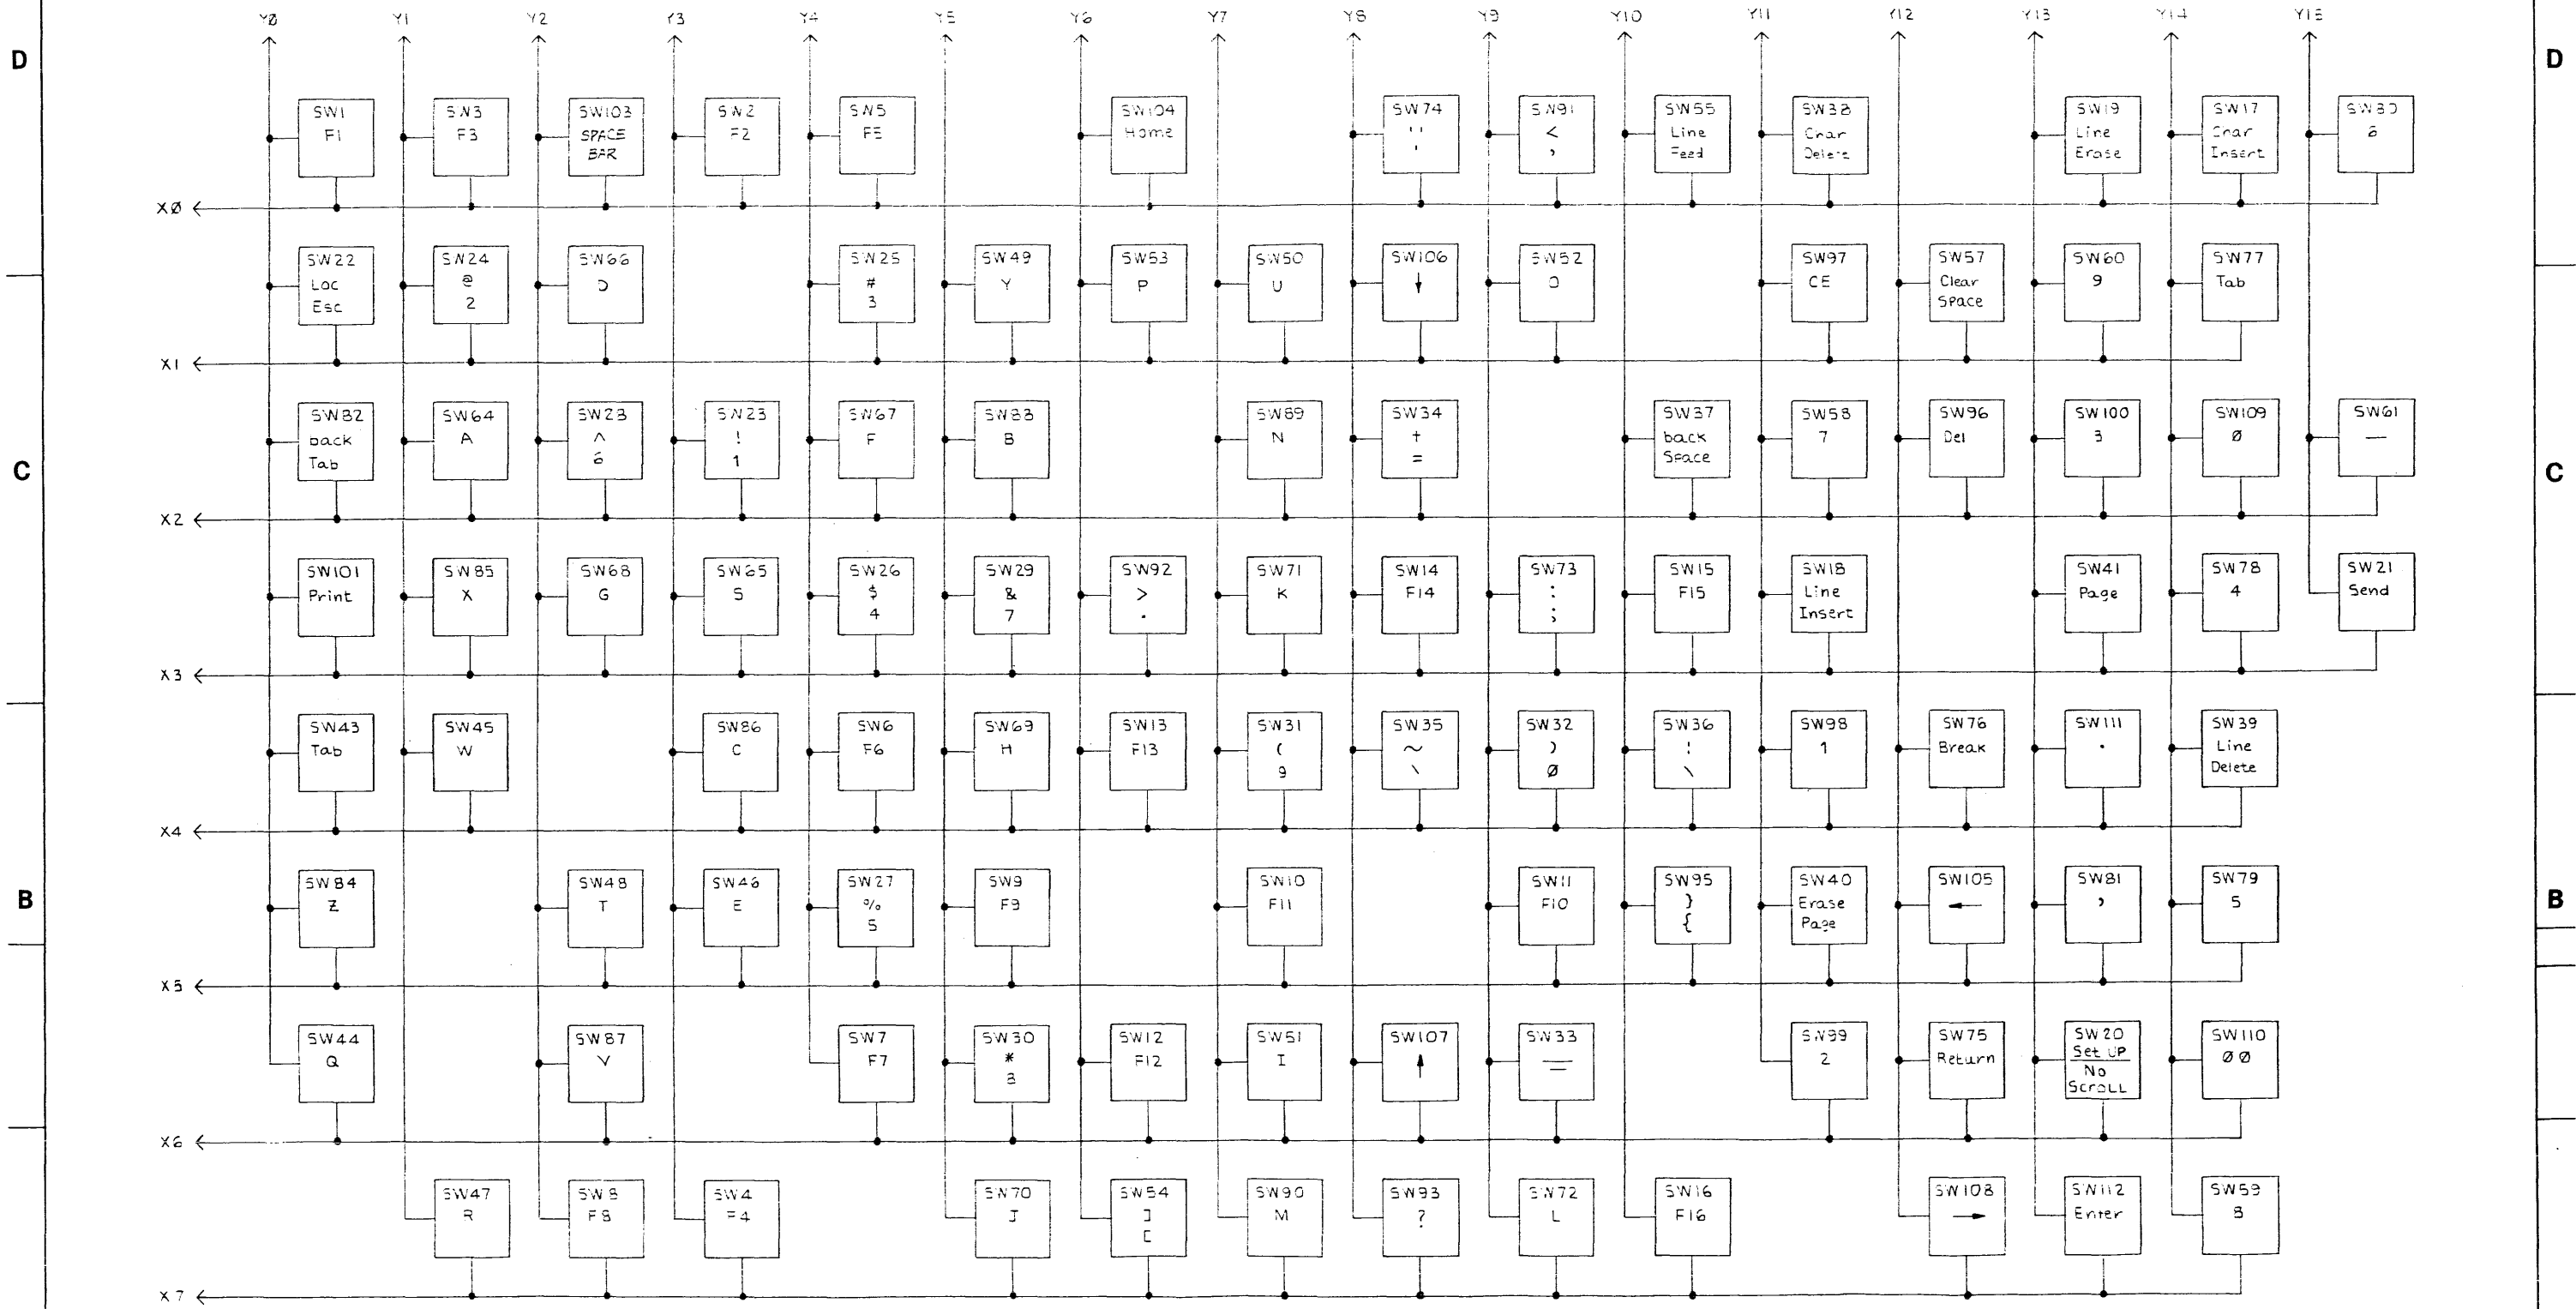 YØ Y1 Y2 Y3 Y4 Y5 Y6 Y7 Y8 Y9 Y10 Y11 Y12 Y13 Y14 Y15
D D
SW1 SW3 SW103 SW2 SW5 SW104 SW74 SW91 SW55 SW38 SW19 SW17 SW80
F1 F3 SPACE F2 F5 Home " < Line Char Line Char 6
BAR ' , Feed Delete Erase Insert
XØ
SW22 SW24 SW66 SW25 SW49 SW53 SW50 SW106 SW52 SW97 SW57 SW60 SW77
Loc @ D # Y P U ↓ O CE Clear 9 Tab
Esc 2 3 Space
X1
SW82 SW64 SW28 SW23 SW67 SW88 SW89 SW34 SW37 SW58 SW96 SW100 SW109 SW61
back A ^ ! F B N + back 7 Del 3 Ø —
Tab 6 1 = Space
C C
X2
SW101 SW85 SW68 SW65 SW26 SW29 SW92 SW71 SW14 SW73 SW15 SW18 SW41 SW78 SW21
Print X G S $ & > K F14 : F15 Line Page 4 Send
4 7 . ; Insert
X3
SW43 SW45 SW86 SW6 SW69 SW13 SW31 SW35 SW32 SW36 SW98 SW76 SW111 SW39
Tab W C F6 H F13 ( ~ ) ¦ 1 Break . Line
9 \ Ø \ Delete
X4
SW84 SW48 SW46 SW27 SW9 SW10 SW11 SW95 SW40 SW105 SW81 SW79
Z T E % F9 F11 F10 } Erase ← , 5
5 { Page
B B
X5
SW44 SW87 SW7 SW30 SW12 SW51 SW107 SW33 SW99 SW75 SW20 SW110
Q V F7 * F12 I ↑ — 2 Return Set UP ØØ
8 — No
Scroll
X6
SW47 SW8 SW4 SW70 SW54 SW90 SW93 SW72 SW16 SW108 SW112 SW59
R F8 F4 J ] M ? L F16 → Enter 8
[
X7